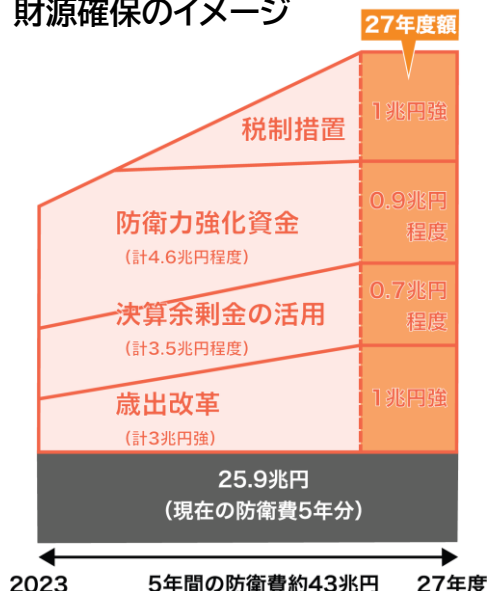 財源確保のイメージ
27年度額
税制措置
1兆円強
防衛力強化資金
(計4.6兆円程度)
0.9兆円
程度
決算余剰金の活用
(計3.5兆円程度)
0.7兆円
程度
歳出改革
(計3兆円強)
1兆円強
25.9兆円
(現在の防衛費5年分)
2023
5年間の防衛費約43兆円
27年度